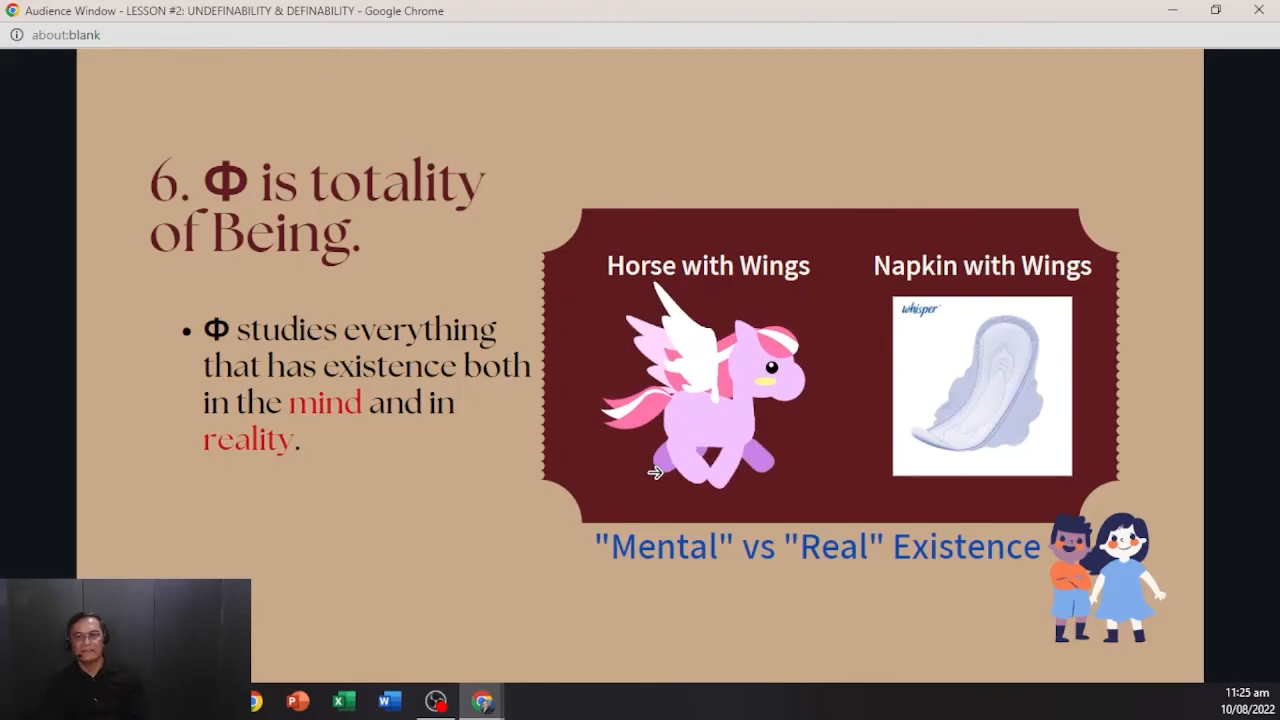 Audience Window - LESSON #2: UNDEFINABILITY & DEFINABILITY - Google Chrome
about:blank
6. Φ is totality
of Being.
• Φ studies everything
that has existence both
in the mind and in
reality.
Horse with Wings
Napkin with Wings
whisper
"Mental" vs "Real" Existence
11:25 am
10/08/2022